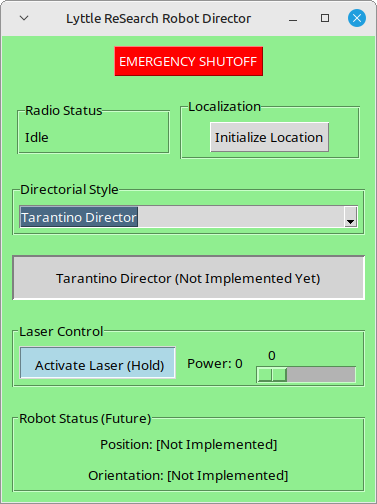 Lyttle ReSearch Robot Director
EMERGENCY SHUTOFF
Radio Status
Idle
Localization
Initialize Location
Directorial Style
Tarantino Director
Tarantino Director (Not Implemented Yet)
Laser Control
Activate Laser (Hold)
Power: 0
0
Robot Status (Future)
Position: [Not Implemented]
Orientation: [Not Implemented]